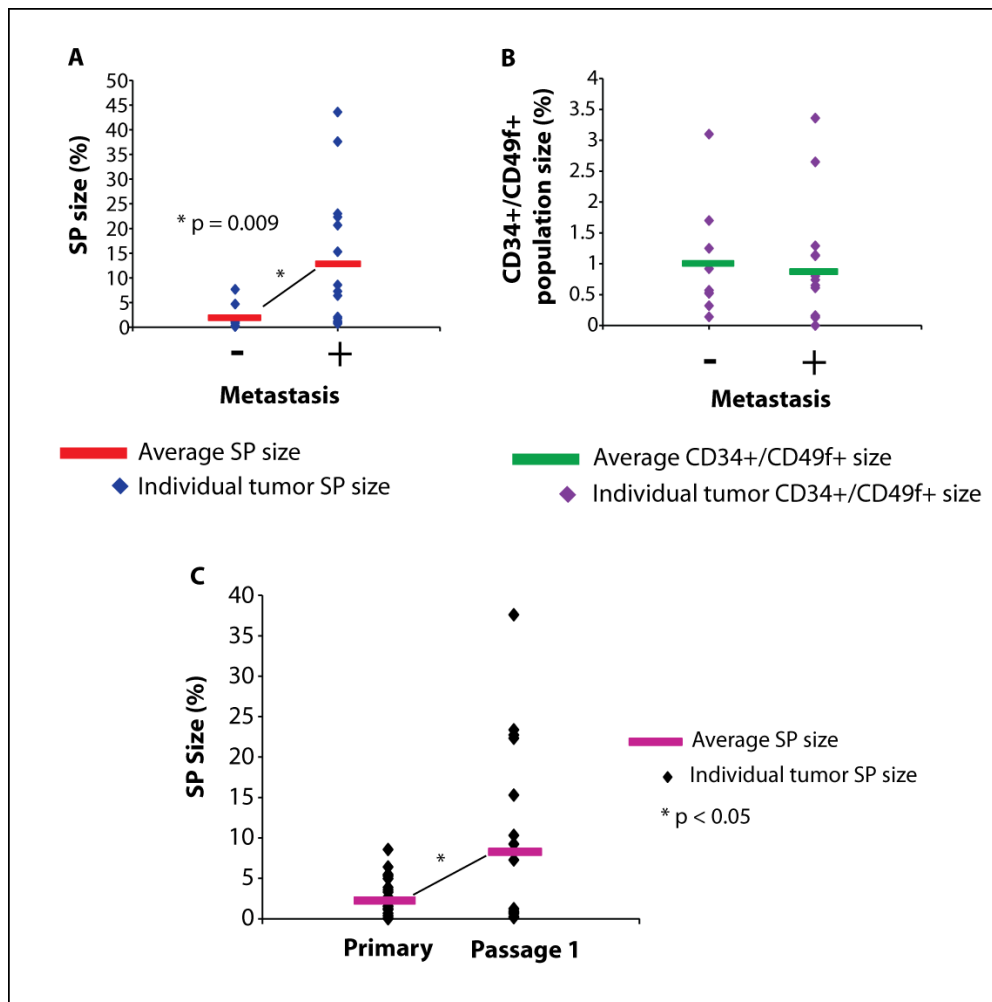 A
SP size (%)
50
45
40
35
30
25
20
15
10
5
0
* p = 0.009
*
- +
Metastasis
Average SP size
Individual tumor SP size
B
CD34+/CD49f+
population size (%)
4
3.5
3
2.5
2
1.5
1
0.5
0
- +
Metastasis
Average CD34+/CD49f+ size
Individual tumor CD34+/CD49f+ size
C
SP Size (%)
40
35
30
25
20
15
10
5
0
*
Primary Passage 1
Average SP size
Individual tumor SP size
* p < 0.05